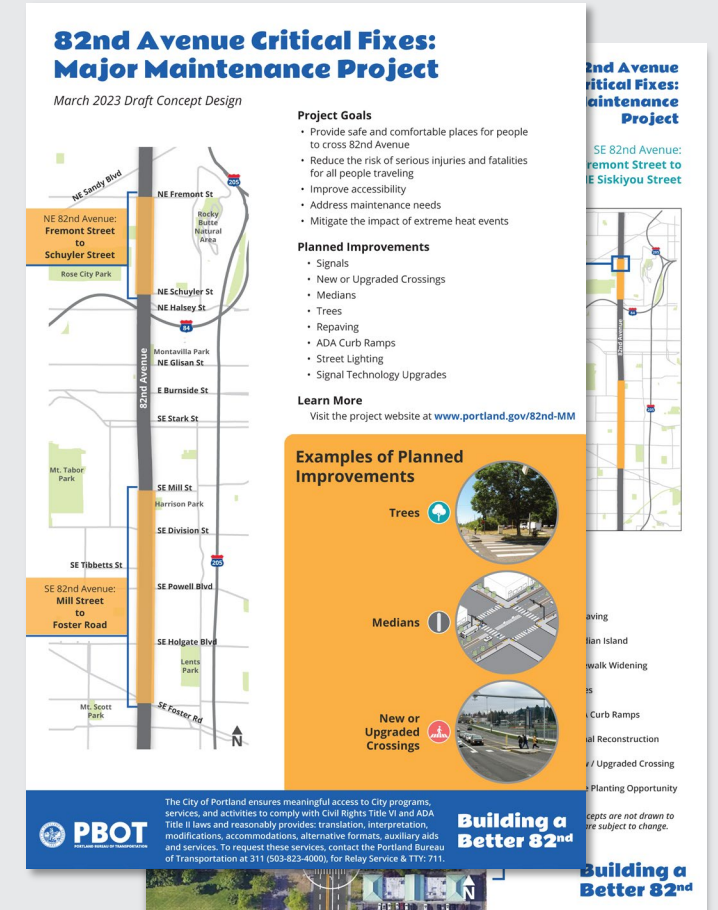 82nd Avenue Critical Fixes:
Major Maintenance Project
March 2023 Draft Concept Design
NE Sandy Blvd
205
NE Fremont St
Rocky
Butte
Natural
Area
NE 82nd Avenue:
Fremont Street
to
Schuyler Street
Rose City Park
NE Schuyler St
NE Halsey St
84
Montavilla Park
NE Glisan St
82nd Avenue
E Burnside St
SE Stark St
Mt. Tabor
Park
SE Mill St
Harrison Park
SE Division St
SE Tibbetts St
205
SE 82nd Avenue:
Mill Street
to
Foster Road
SE Powell Blvd
SE Holgate Blvd
Lents
Park
Mt. Scott
Park
SE Foster Rd
N
Project Goals
• Provide safe and comfortable places for people
to cross 82nd Avenue
• Reduce the risk of serious injuries and fatalities
for all people traveling
• Improve accessibility
• Address maintenance needs
• Mitigate the impact of extreme heat events
Planned Improvements
• Signals
• New or Upgraded Crossings
• Medians
• Trees
• Repaving
• ADA Curb Ramps
• Street Lighting
• Signal Technology Upgrades
Learn More
Visit the project website at www.portland.gov/82nd-MM
Examples of Planned
Improvements
Trees
Medians
New or
Upgraded
Crossings
PBOT
PORTLAND BUREAU OF TRANSPORTATION
The City of Portland ensures meaningful access to City programs,
services, and activities to comply with Civil Rights Title VI and ADA
Title II laws and reasonably provides: translation, interpretation,
modifications, accommodations, alternative formats, auxiliary aids
and services. To request these services, contact the Portland Bureau
of Transportation at 311 (503-823-4000), for Relay Service & TTY: 711.
Building a
Better 82nd
2nd Avenue
ritical Fixes:
aintenance
Project
SE 82nd Avenue:
remont Street to
E Siskiyou Street
205
84
82nd Avenue
205
aving
dian Island
ewalk Widening
es
Curb Ramps
al Reconstruction
/ Upgraded Crossing
Planting Opportunity
cepts are not drawn to
re subject to change.
N
Building a
Better 82nd